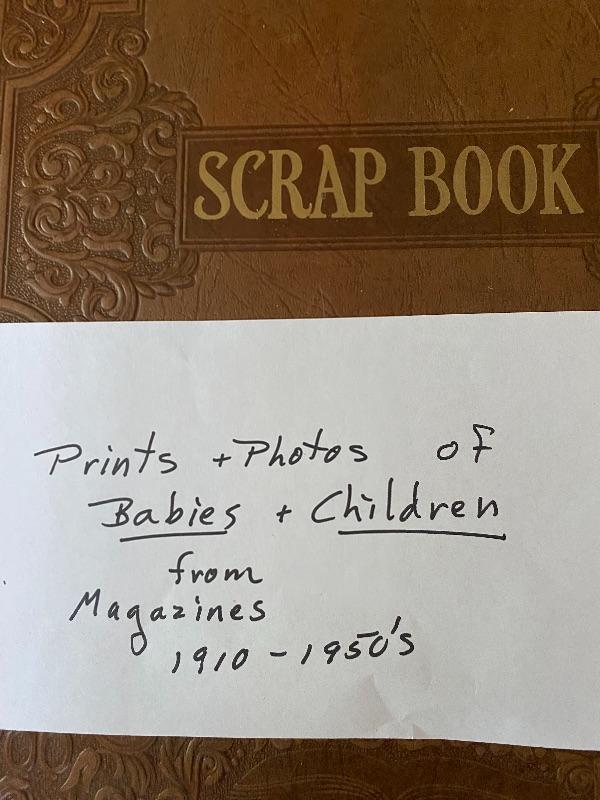 SCRAP BOOK
Prints + Photos of
Babies + Children
from
Magazines
1910 - 1950's